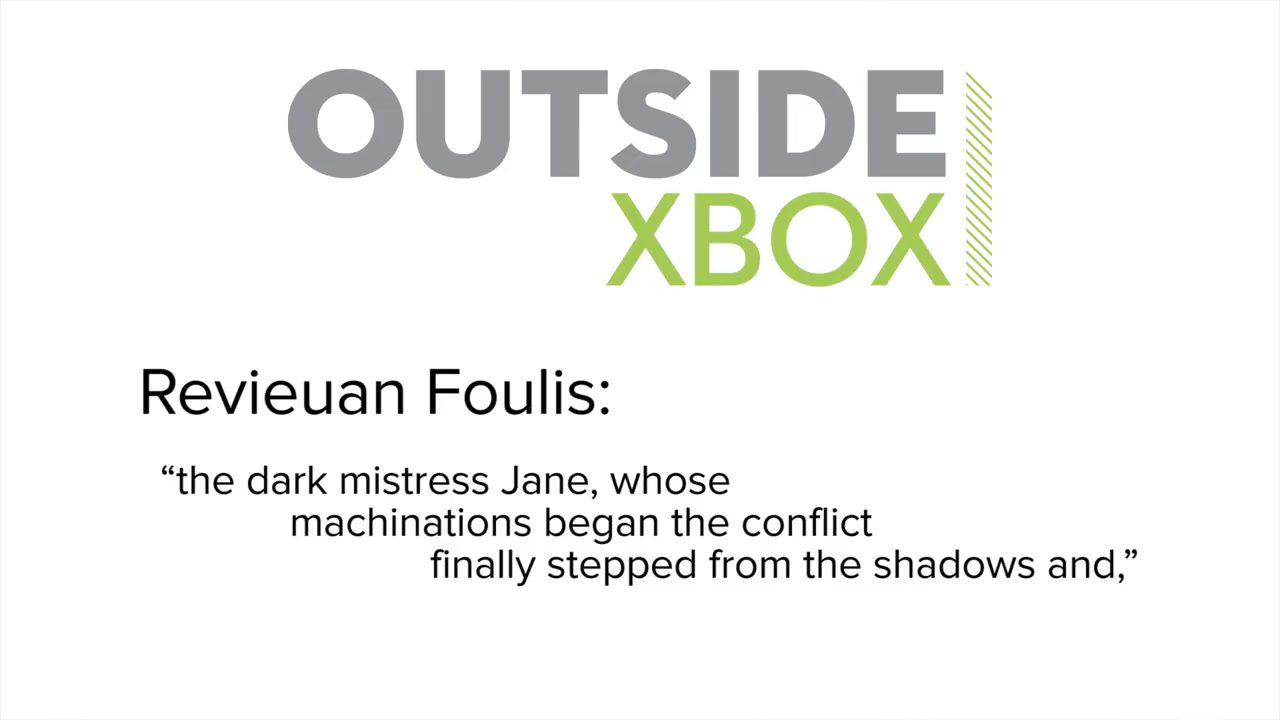 OUTSIDE
XBOX
Revieuan Foulis:
“the dark mistress Jane, whose
machinations began the conflict
finally stepped from the shadows and,”